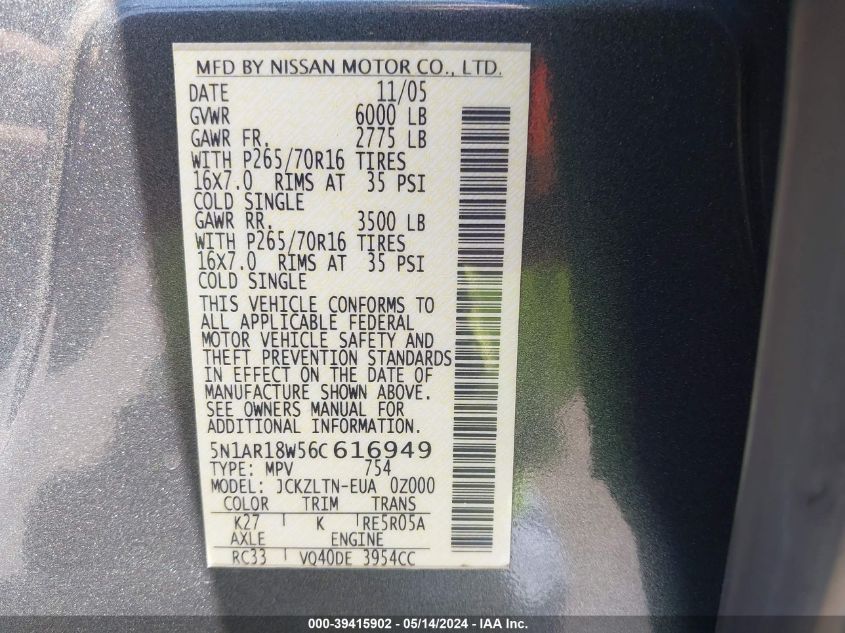 MFD BY NISSAN MOTOR CO., LTD.
DATE 11/05
GVWR 6000 LB
GAWR FR. 2775 LB
WITH P265/70R16 TIRES
16X7.0 RIMS AT 35 PSI
COLD SINGLE
GAWR RR. 3500 LB
WITH P265/70R16 TIRES
16X7.0 RIMS AT 35 PSI
COLD SINGLE
THIS VEHICLE CONFORMS TO
ALL APPLICABLE FEDERAL
MOTOR VEHICLE SAFETY AND
THEFT PREVENTION STANDARDS
IN EFFECT ON THE DATE OF
MANUFACTURE SHOWN ABOVE.
SEE OWNERS MANUAL FOR
ADDITIONAL INFORMATION.
5N1AR18W56C616949
TYPE: MPV 754
MODEL: JCKZLTN-EUA 0Z000
COLOR TRIM TRANS
K27 K RE5R05A
AXLE ENGINE
RC33 VQ40DE 3954CC
000-39415902 - 05/14/2024 - IAA Inc.